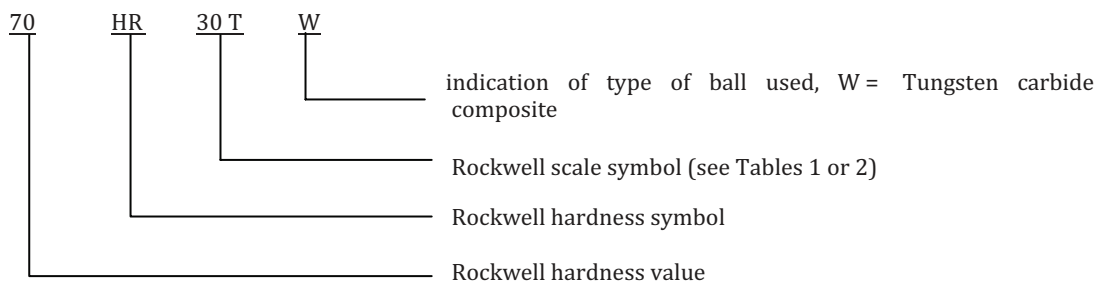 70 HR 30 T W
indication of type of ball used, W = Tungsten carbide
composite
Rockwell scale symbol (see Tables 1 or 2)
Rockwell hardness symbol
Rockwell hardness value